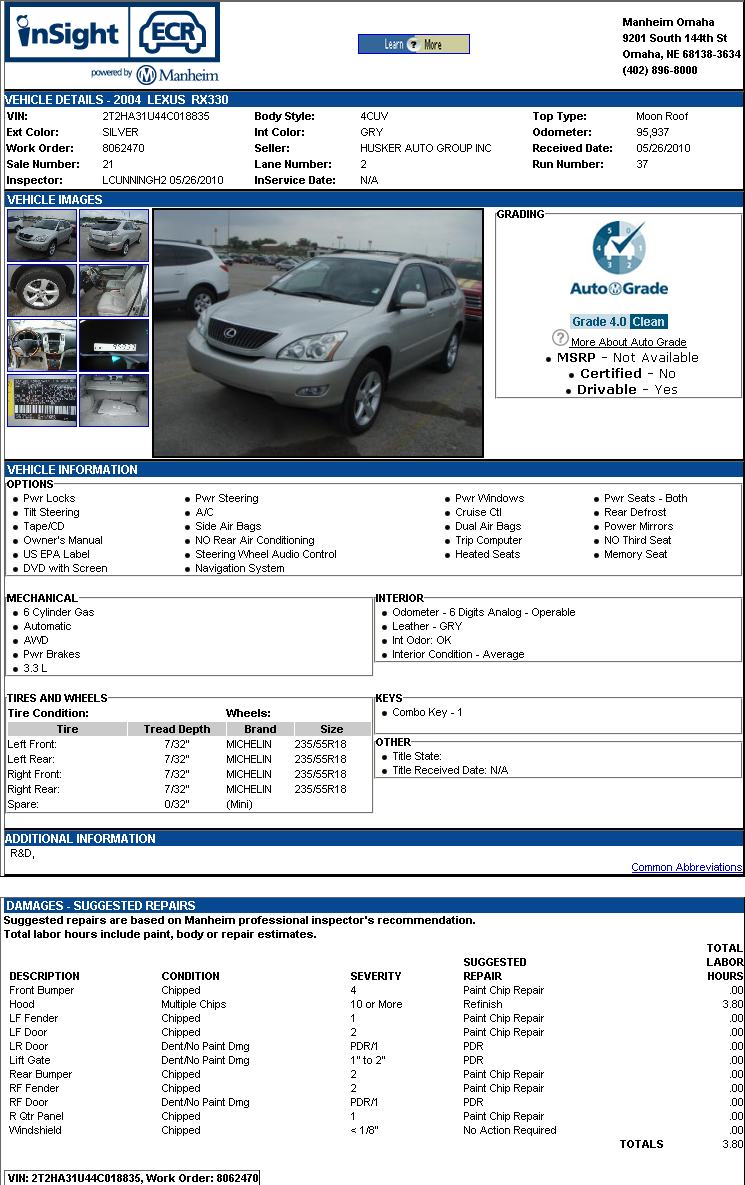 inSight ECR
powered by Manheim
Learn ? More
Manheim Omaha
9201 South 144th St
Omaha, NE 68138-3634
(402) 896-8000
VEHICLE DETAILS - 2004 LEXUS RX330
VIN: 2T2HA31U44C018835 Body Style: 4CUV Top Type: Moon Roof
Ext Color: SILVER Int Color: GRY Odometer: 95,937
Work Order: 8062470 Seller: HUSKER AUTO GROUP INC Received Date: 05/26/2010
Sale Number: 21 Lane Number: 2 Run Number: 37
Inspector: LCUNNINGH2 05/26/2010 InService Date: N/A
VEHICLE IMAGES
GRADING
5 1 4 3 2
AutoGrade
Grade 4.0 Clean
? More About Auto Grade
MSRP - Not Available
Certified - No
Drivable - Yes
VEHICLE INFORMATION
OPTIONS
Pwr Locks Pwr Steering Pwr Windows Pwr Seats - Both
Tilt Steering A/C Cruise Ctl Rear Defrost
Tape/CD Side Air Bags Dual Air Bags Power Mirrors
Owner's Manual NO Rear Air Conditioning Trip Computer NO Third Seat
US EPA Label Steering Wheel Audio Control Heated Seats Memory Seat
DVD with Screen Navigation System
MECHANICAL
6 Cylinder Gas
Automatic
AWD
Pwr Brakes
3.3 L
INTERIOR
Odometer - 6 Digits Analog - Operable
Leather - GRY
Int Odor: OK
Interior Condition - Average
TIRES AND WHEELS
Tire Condition: Wheels:
Tire Tread Depth Brand Size
Left Front: 7/32" MICHELIN 235/55R18
Left Rear: 7/32" MICHELIN 235/55R18
Right Front: 7/32" MICHELIN 235/55R18
Right Rear: 7/32" MICHELIN 235/55R18
Spare: 0/32" (Mini)
KEYS
Combo Key - 1
OTHER
Title State:
Title Received Date: N/A
ADDITIONAL INFORMATION
R&D,
Common Abbreviations
DAMAGES - SUGGESTED REPAIRS
Suggested repairs are based on Manheim professional inspector's recommendation.
Total labor hours include paint, body or repair estimates.
DESCRIPTION CONDITION SEVERITY SUGGESTED REPAIR TOTAL LABOR HOURS
Front Bumper Chipped 4 Paint Chip Repair .00
Hood Multiple Chips 10 or More Refinish 3.80
LF Fender Chipped 1 Paint Chip Repair .00
LF Door Chipped 2 Paint Chip Repair .00
LR Door Dent/No Paint Dmg PDR/1 PDR .00
Lift Gate Dent/No Paint Dmg 1" to 2" PDR .00
Rear Bumper Chipped 2 Paint Chip Repair .00
RF Fender Chipped 2 Paint Chip Repair .00
RF Door Dent/No Paint Dmg PDR/1 PDR .00
R Qtr Panel Chipped 1 Paint Chip Repair .00
Windshield Chipped < 1/8" No Action Required .00
TOTALS 3.80
VIN: 2T2HA31U44C018835, Work Order: 8062470